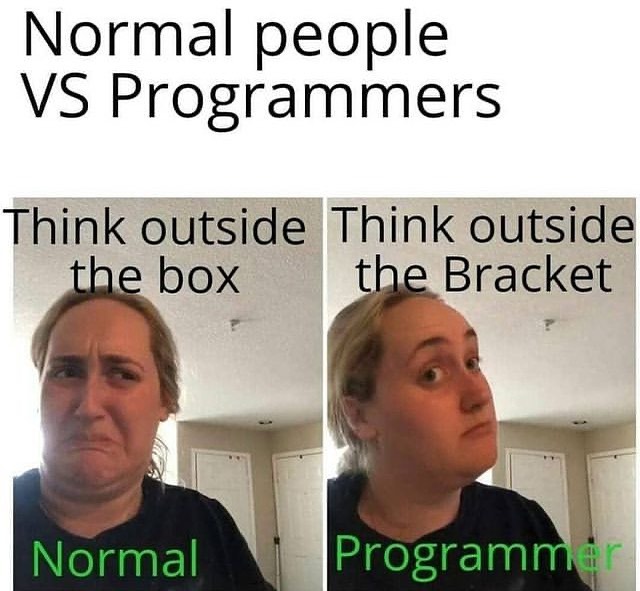 Normal people
VS Programmers
Think outside
the box
Think outside
the Bracket
Normal
Programmer